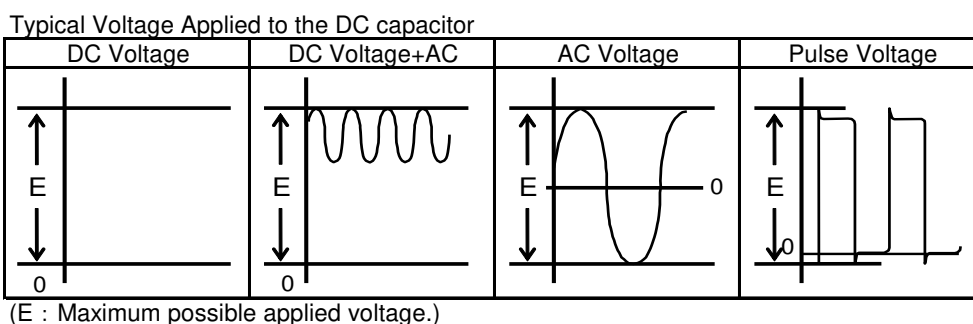 Typical Voltage Applied to the DC capacitor
DC Voltage DC Voltage+AC AC Voltage Pulse Voltage
E E E 0 E
0
0 0
(E：Maximum possible applied voltage.)